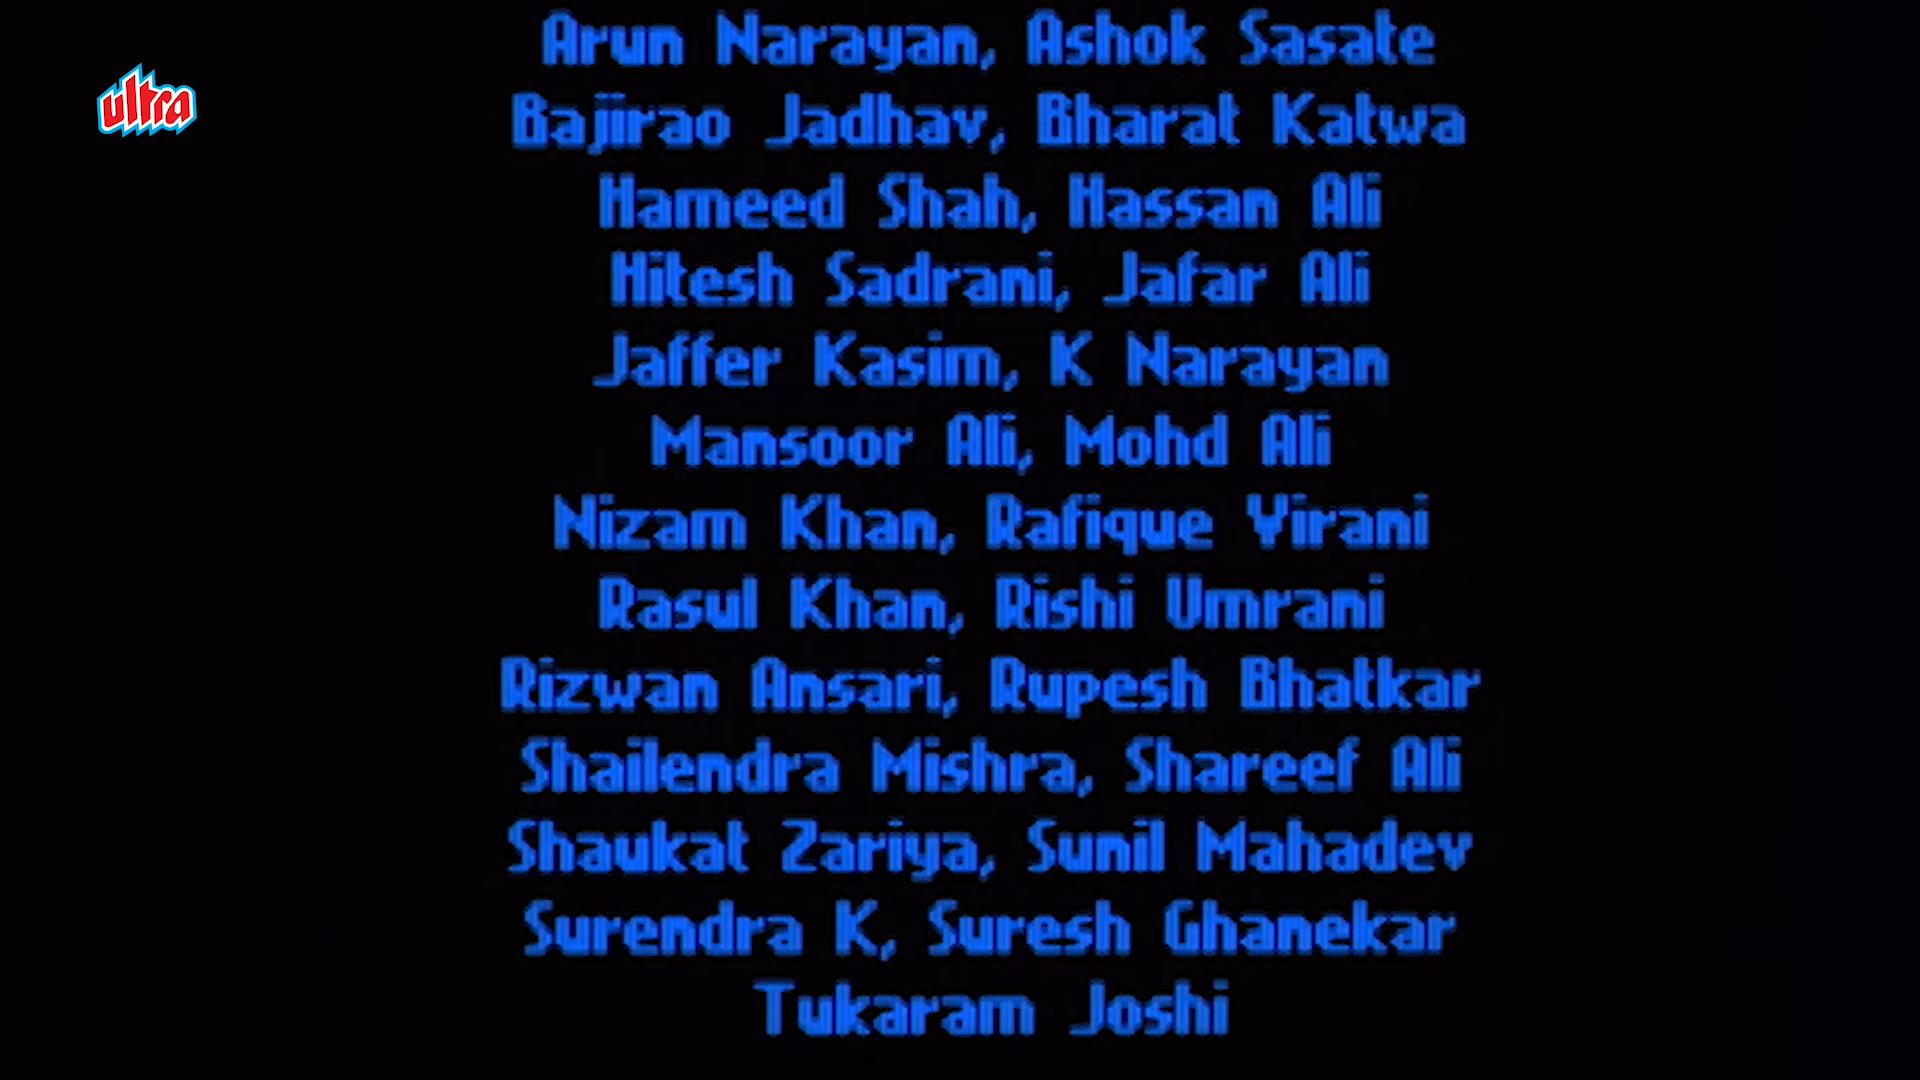 ultra
Arun Narayan, Ashok Sasate
Bajirao Jadhav, Bharat Katwa
Hameed Shah, Hassan Ali
Hitesh Sadrani, Jafar Ali
Jaffer Kasim, K Narayan
Mansoor Ali, Mohd Ali
Nizam Khan, Rafique Virani
Rasul Khan, Rishi Umrani
Rizwan Ansari, Rupesh Bhatkar
Shailendra Mishra, Shareef Ali
Shaukat Zariya, Sunil Mahadev
Surendra K, Suresh Ghanekar
Tukaram Joshi